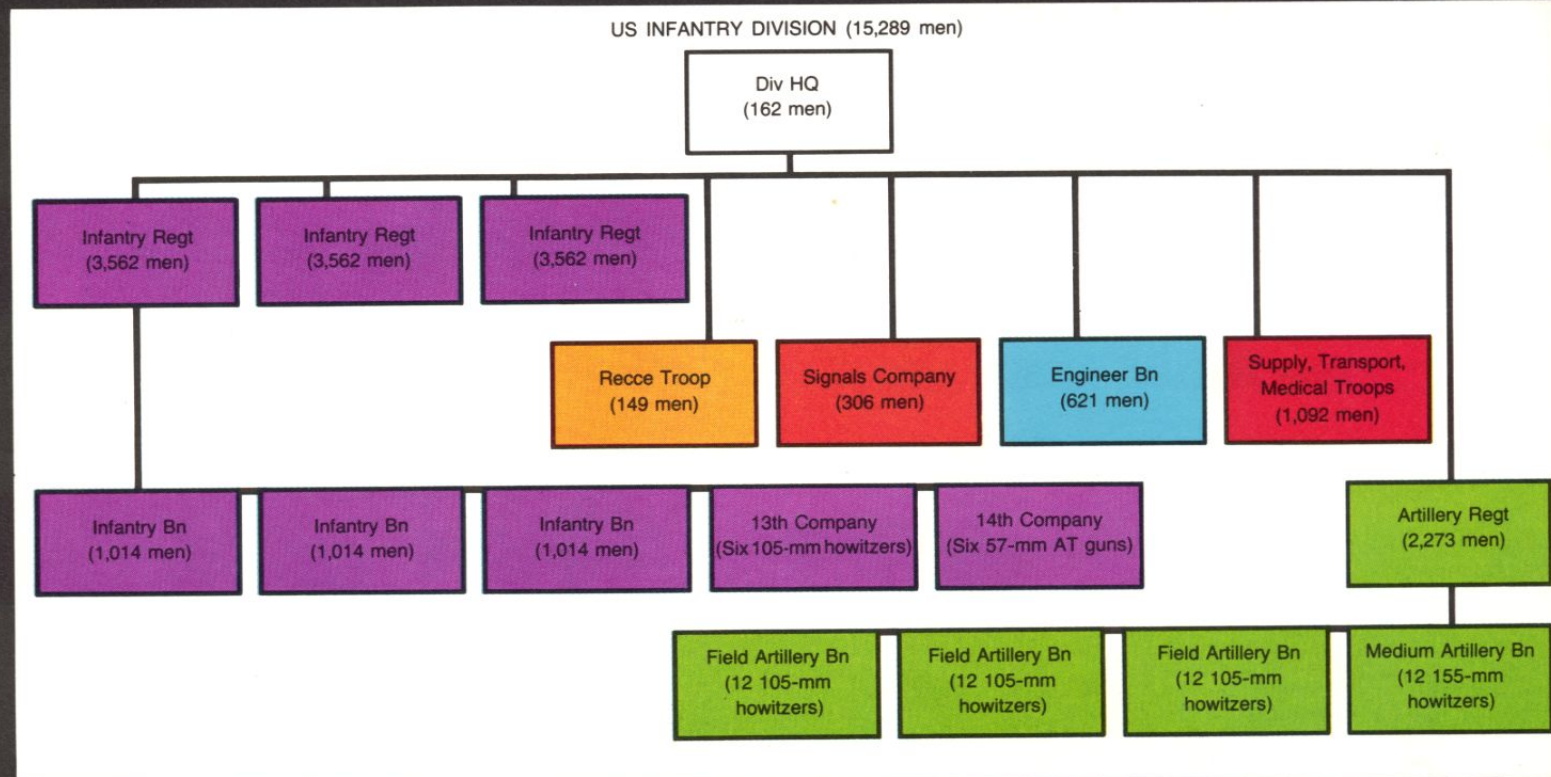 US INFANTRY DIVISION (15,289 men)
Div HQ
(162 men)
Infantry Regt
(3,562 men)
Infantry Regt
(3,562 men)
Infantry Regt
(3,562 men)
Recce Troop
(149 men)
Signals Company
(306 men)
Engineer Bn
(621 men)
Supply, Transport,
Medical Troops
(1,092 men)
Infantry Bn
(1,014 men)
Infantry Bn
(1,014 men)
Infantry Bn
(1,014 men)
13th Company
(Six 105-mm howitzers)
14th Company
(Six 57-mm AT guns)
Artillery Regt
(2,273 men)
Field Artillery Bn
(12 105-mm
howitzers)
Field Artillery Bn
(12 105-mm
howitzers)
Field Artillery Bn
(12 105-mm
howitzers)
Medium Artillery Bn
(12 155-mm
howitzers)